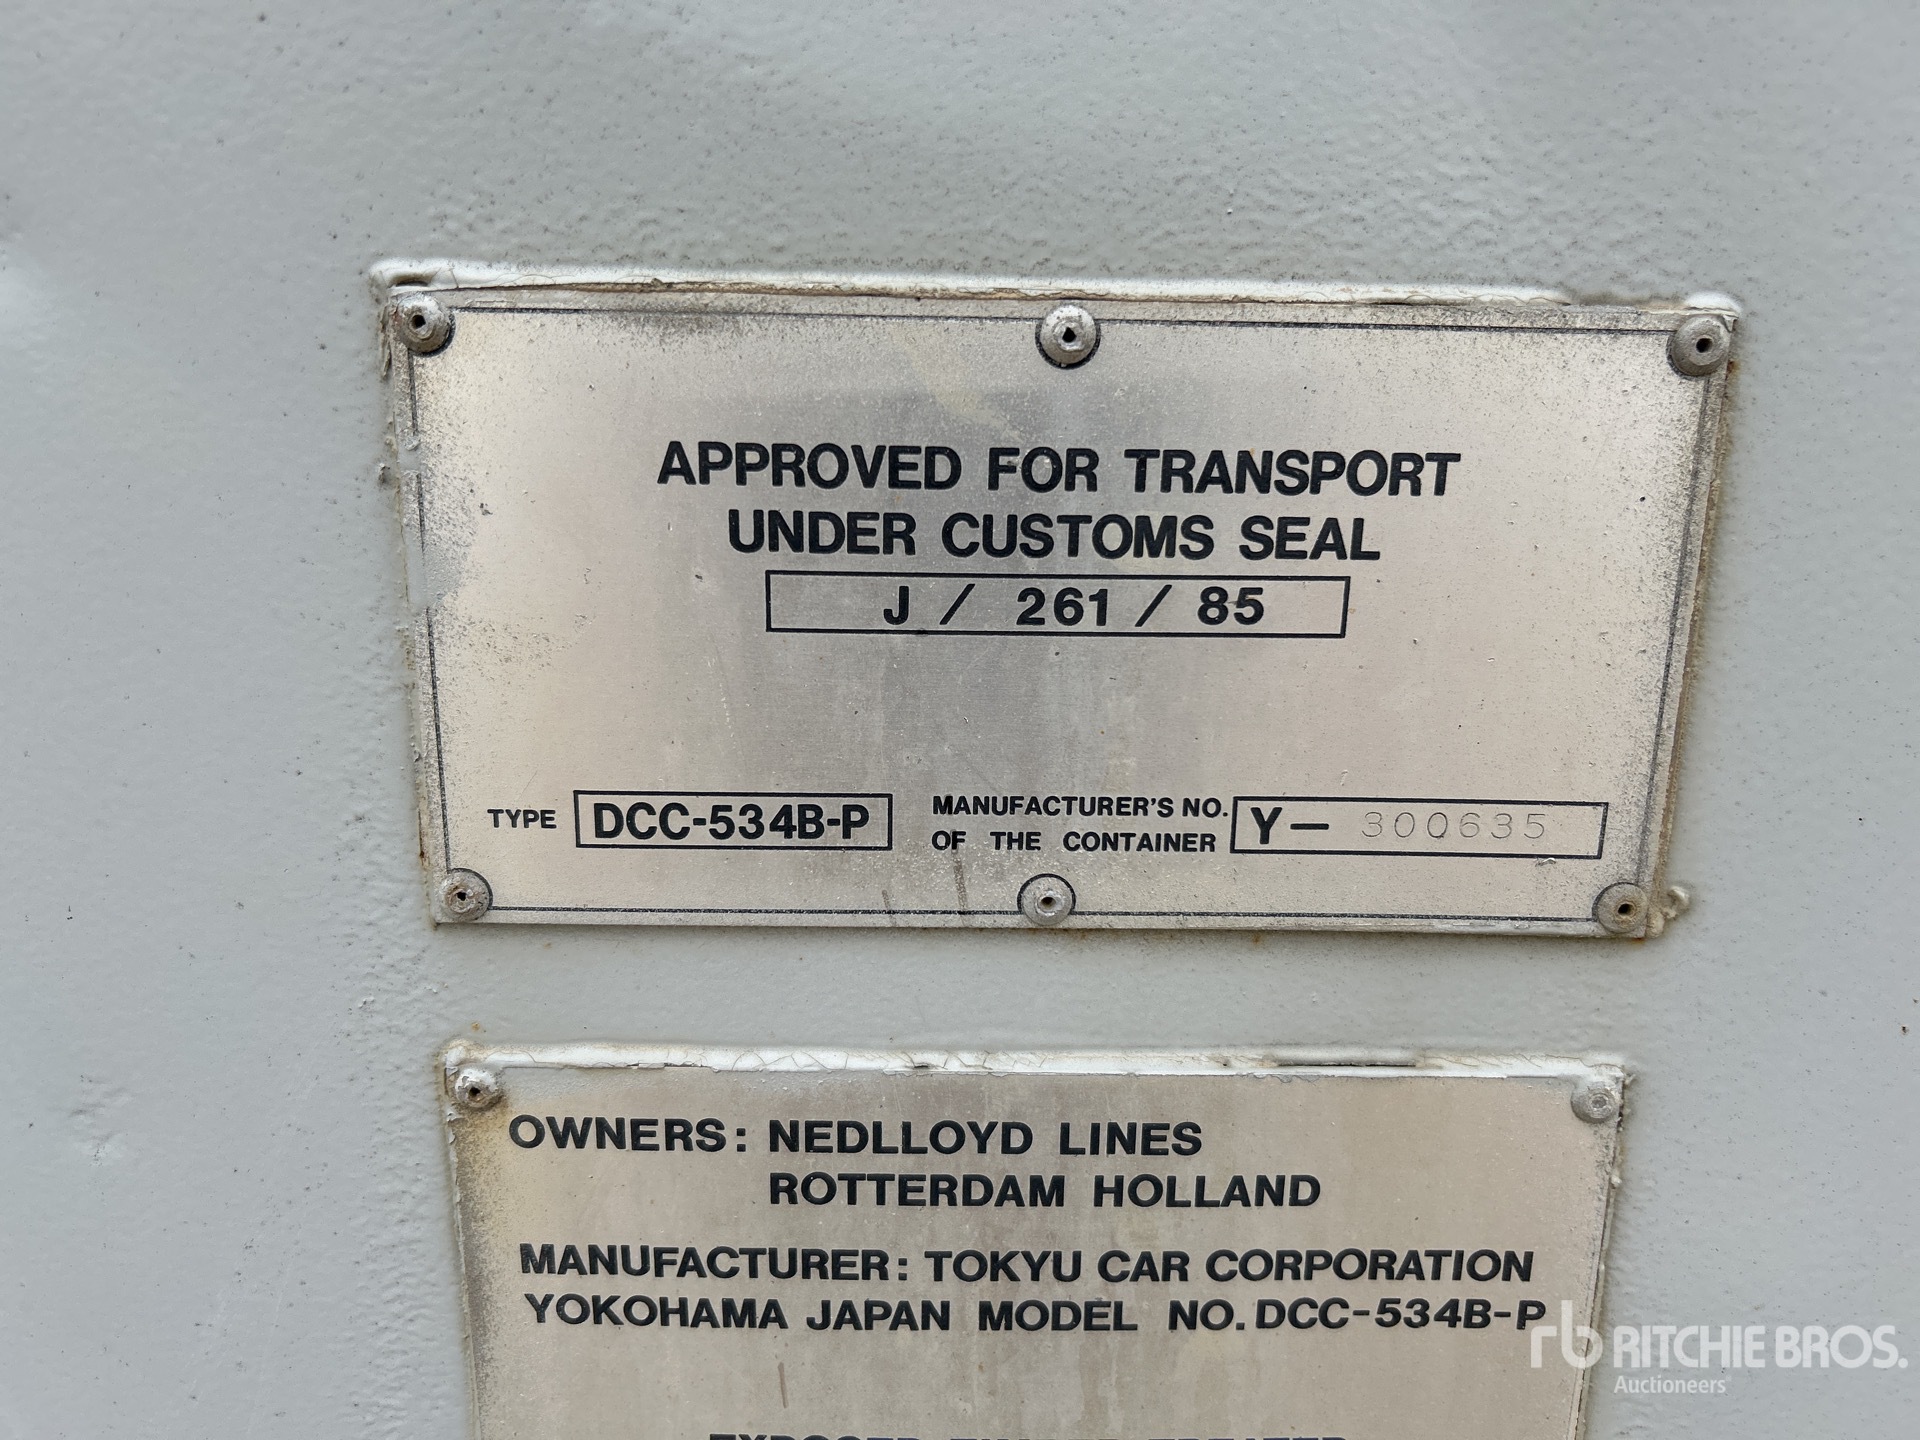 APPROVED FOR TRANSPORT
UNDER CUSTOMS SEAL
J / 261 / 85
TYPE DCC-534B-P
MANUFACTURER'S NO.
OF THE CONTAINER
Y- 300635
OWNERS: NEDLLOYD LINES
ROTTERDAM HOLLAND
MANUFACTURER: TOKYU CAR CORPORATION
YOKOHAMA JAPAN MODEL NO. DCC-534B-P
rb RITCHIE BROS.
Auctioneers